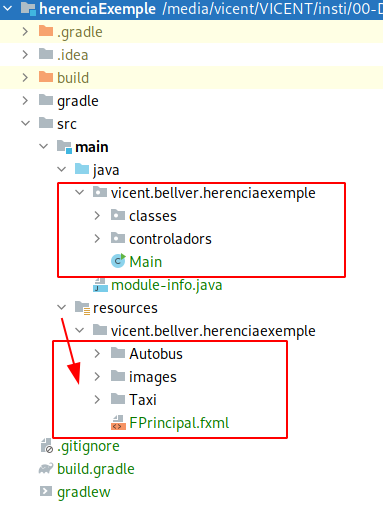 herenciaExemple /media/vicent/VICENT/insti/00-D
.gradle
.idea
build
gradle
src
main
java
vicent.bellver.herenciaexemple
classes
controladors
Main
module-info.java
resources
vicent.bellver.herenciaexemple
Autobus
images
Taxi
FPrincipal.fxml
.gitignore
build.gradle
gradlew